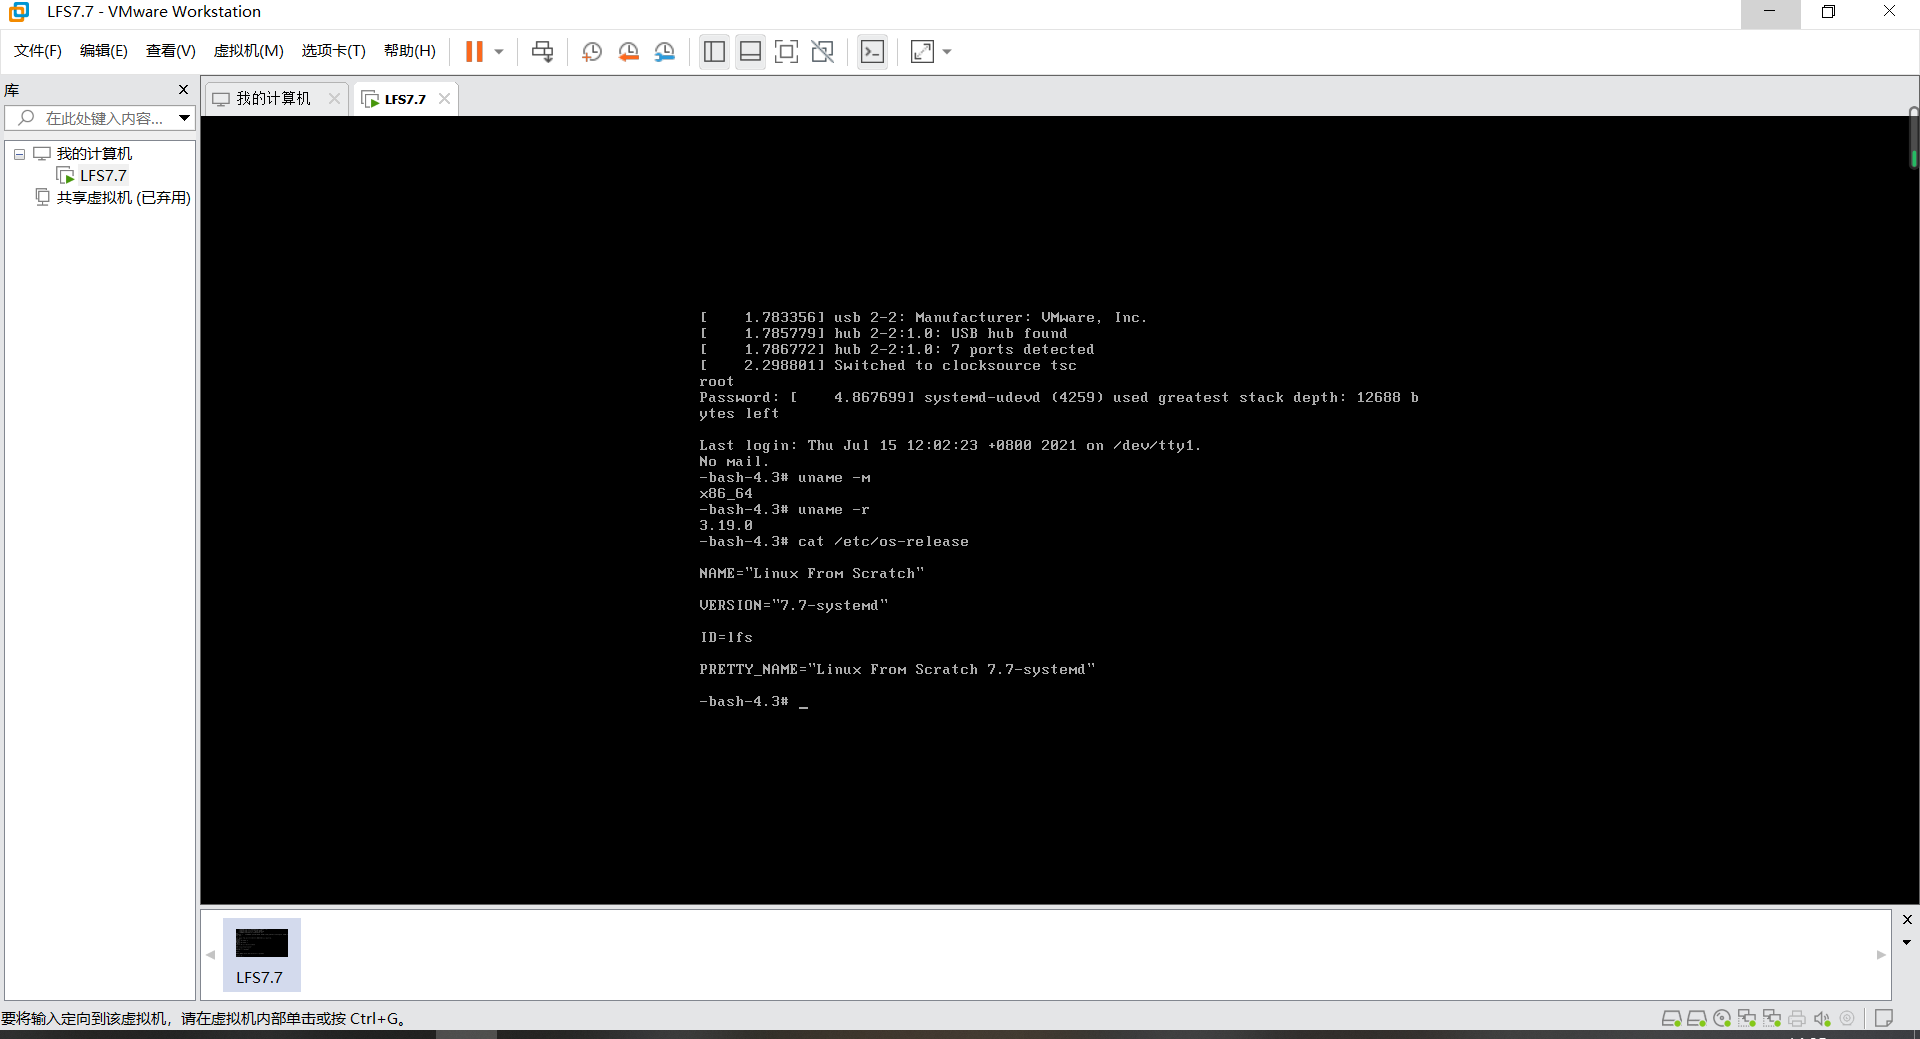 LFS7.7 - VMware Workstation
文件(F) 编辑(E) 查看(V) 虚拟机(M) 选项卡(T) 帮助(H)
库
在此处键入内容...
我的计算机
LFS7.7
共享虚拟机 (已弃用)
我的计算机 LFS7.7
[    1.783356] usb 2-2: Manufacturer: VMware, Inc.
[    1.785779] hub 2-2:1.0: USB hub found
[    1.786772] hub 2-2:1.0: 7 ports detected
[    2.298801] Switched to clocksource tsc
root
Password: [    4.867699] systemd-udevd (4259) used greatest stack depth: 12688 b
ytes left
Last login: Thu Jul 15 12:02:23 +0800 2021 on /dev/tty1.
No mail.
-bash-4.3# uname -m
x86_64
-bash-4.3# uname -r
3.19.0
-bash-4.3# cat /etc/os-release
NAME="Linux From Scratch"
VERSION="7.7-systemd"
ID=lfs
PRETTY_NAME="Linux From Scratch 7.7-systemd"
-bash-4.3# _
LFS7.7
要将输入定向到该虚拟机，请在虚拟机内部单击或按 Ctrl+G。